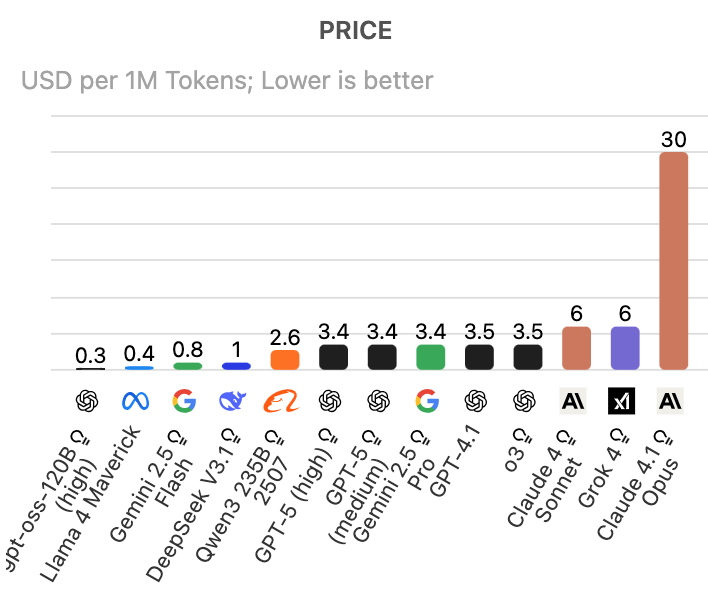 PRICE
USD per 1M Tokens; Lower is better
0.3
0.4
0.8
1
2.6
3.4
3.4
3.4
3.5
3.5
6
6
30
gpt-oss-120B
(high)
Llama 4 Maverick
Gemini 2.5
Flash
DeepSeek V3.1
Qwen3 235B
2507
GPT-5 (high)
GPT-5
(medium)
Gemini 2.5
Pro
GPT-4.1
o3
Claude 4
Sonnet
Grok 4
Claude 4.1
Opus